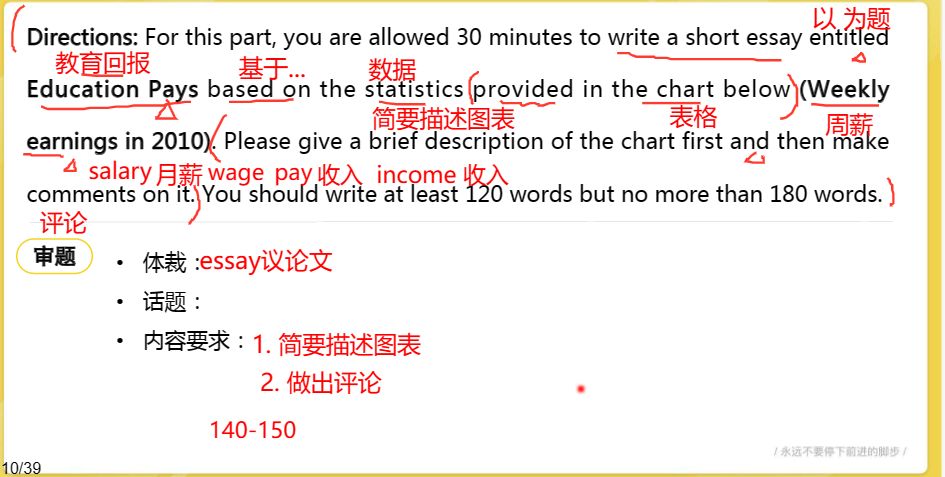 以 为题
Directions: For this part, you are allowed 30 minutes to write a short essay entitled
教育回报 基于... 数据
Education Pays based on the statistics provided in the chart below (Weekly
简要描述图表 表格 周薪
earnings in 2010). Please give a brief description of the chart first and then make
salary 月薪 wage pay 收入 income 收入
comments on it. You should write at least 120 words but no more than 180 words.
评论
审题
• 体裁：essay议论文
• 话题：
• 内容要求：1. 简要描述图表
2. 做出评论
140-150
/ 永远不要停下前进的脚步 /
10/39